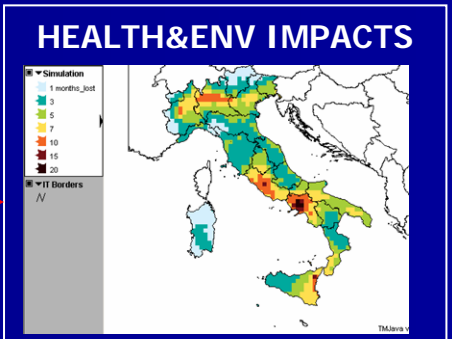 HEALTH&ENV IMPACTS
Simulation
1 months_lost
3
5
7
10
15
20
IT Borders
TMJava v